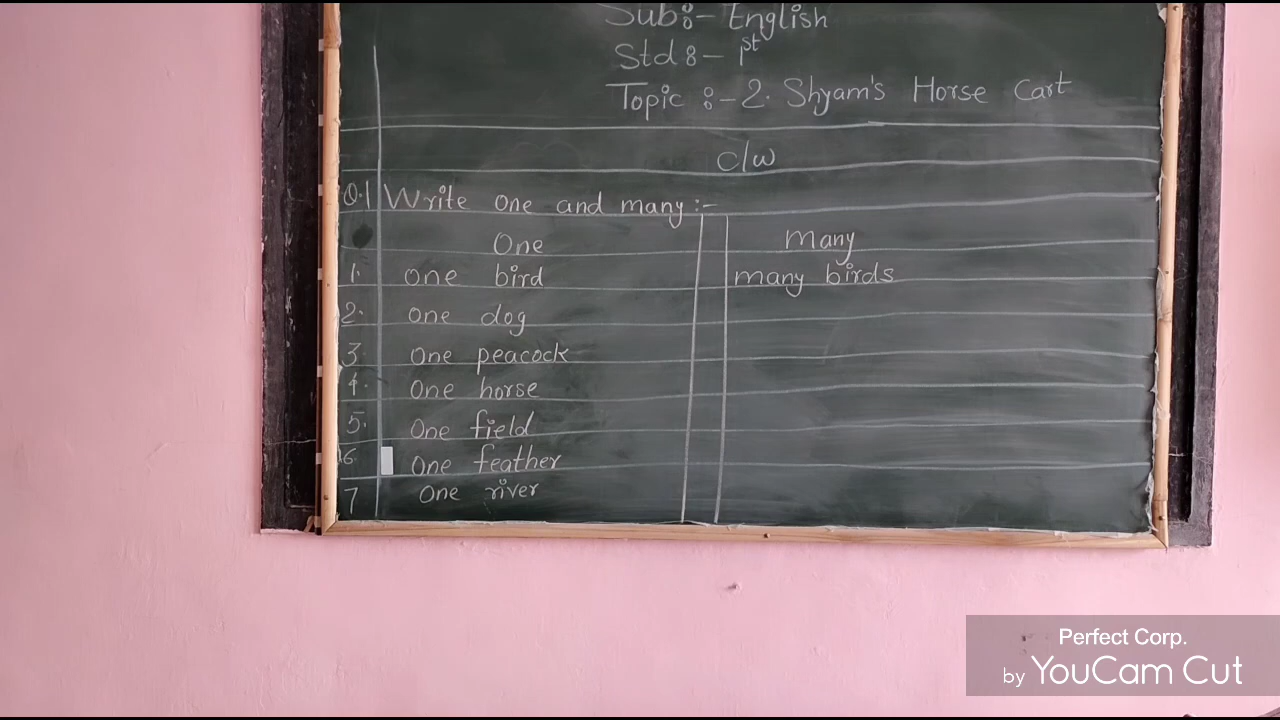 Sub:- English
Std:- 1st
Topic :- 2. Shyam's Horse Cart
c/w
Q.1 Write one and many :-
One many
1. one bird many birds
2. one dog
3. One peacock
4. One horse
5. One field
6. One feather
7 One river
Perfect Corp.
by YouCam Cut